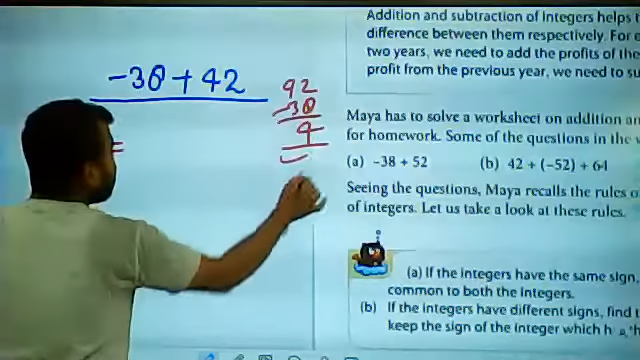 -38 + 42
42
-38
4
=
Addition and subtraction of integers helps
difference between them respectively. For
two years, we need to add the profits of the
profit from the previous year, we need to
Maya has to solve a worksheet on addition
for homework. Some of the questions in the
(a) -38 + 52 (b) 42 + (-52) + 64
Seeing the questions, Maya recalls the rules
of integers. Let us take a look at these rules.
(a) If the integers have the same sign,
common to both the integers.
(b) If the integers have different signs, find
keep the sign of the integer which